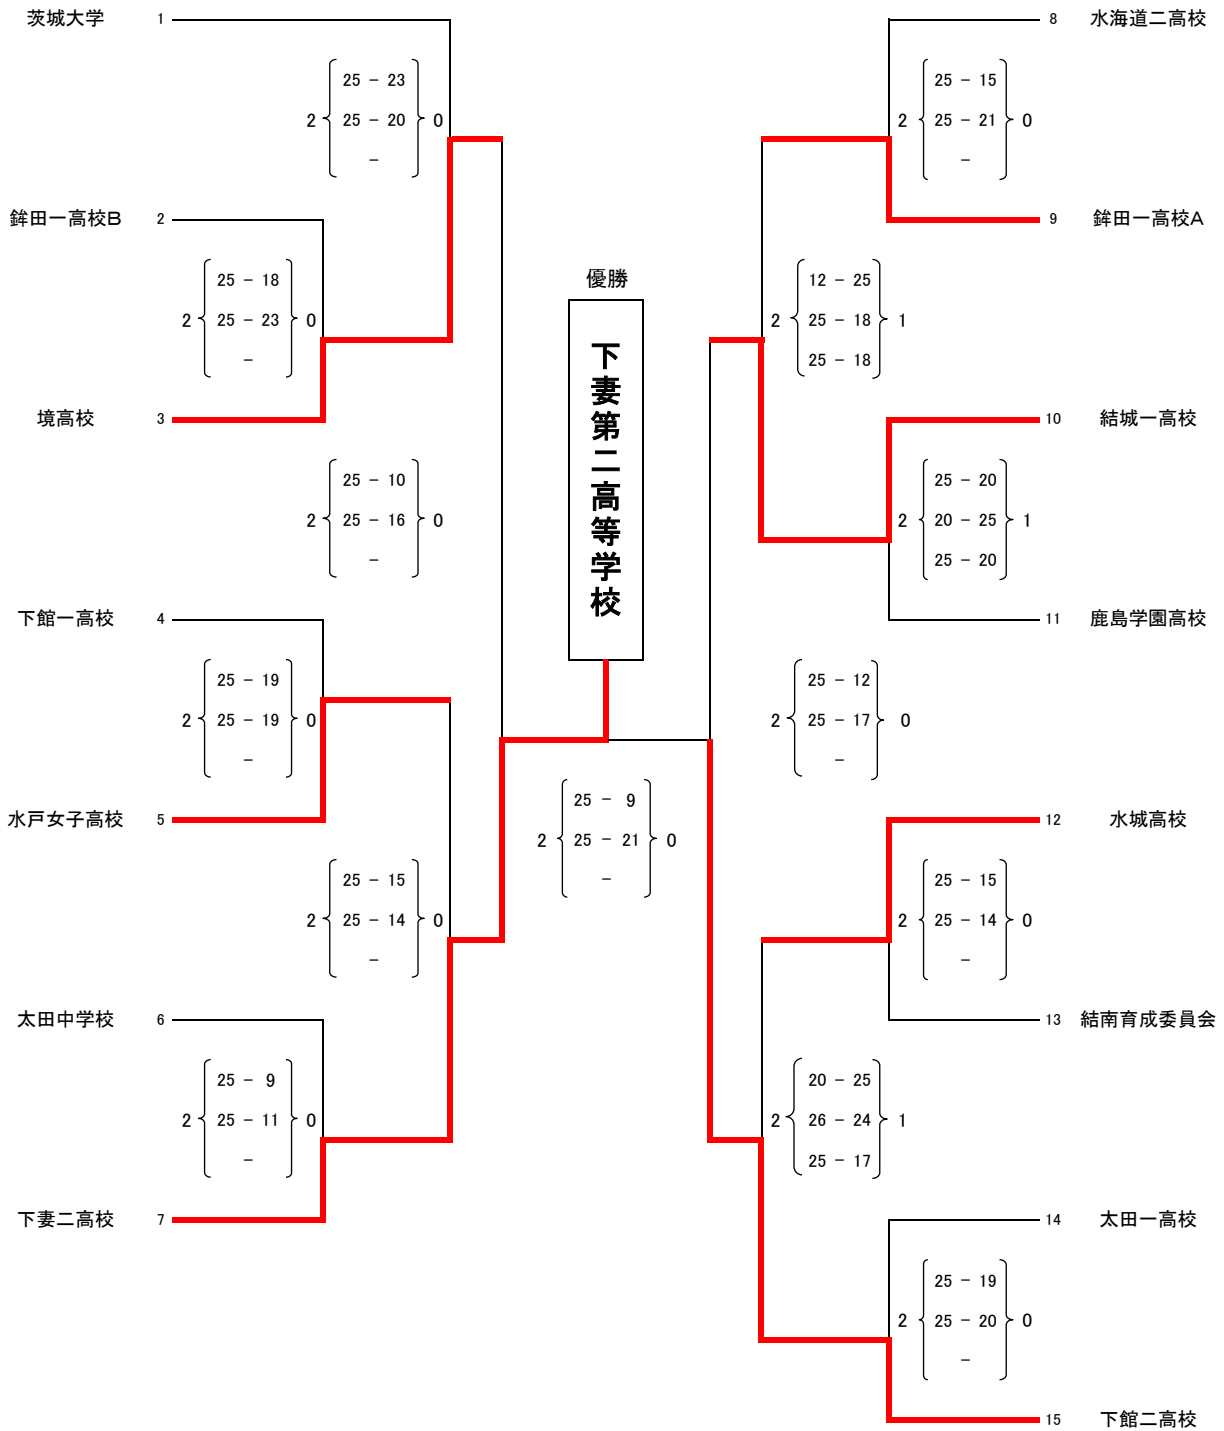 茨城大学 1
25 − 23
2 25 − 20 0
−
鉾田一高校B 2
25 − 18
2 25 − 23 0
−
境高校 3
25 − 10
2 25 − 16 0
−
下館一高校 4
25 − 19
2 25 − 19 0
−
水戸女子高校 5
25 − 15
2 25 − 14 0
−
太田中学校 6
25 − 9
2 25 − 11 0
−
下妻二高校 7
優勝
下妻第二高等学校
25 − 9
2 25 − 21 0
−
8 水海道二高校
25 − 15
2 25 − 21 0
−
9 鉾田一高校A
12 − 25
2 25 − 18 1
25 − 18
10 結城一高校
25 − 20
2 20 − 25 1
25 − 20
11 鹿島学園高校
25 − 12
2 25 − 17 0
−
12 水城高校
25 − 15
2 25 − 14 0
−
13 結南育成委員会
20 − 25
2 26 − 24 1
25 − 17
14 太田一高校
25 − 19
2 25 − 20 0
−
15 下館二高校